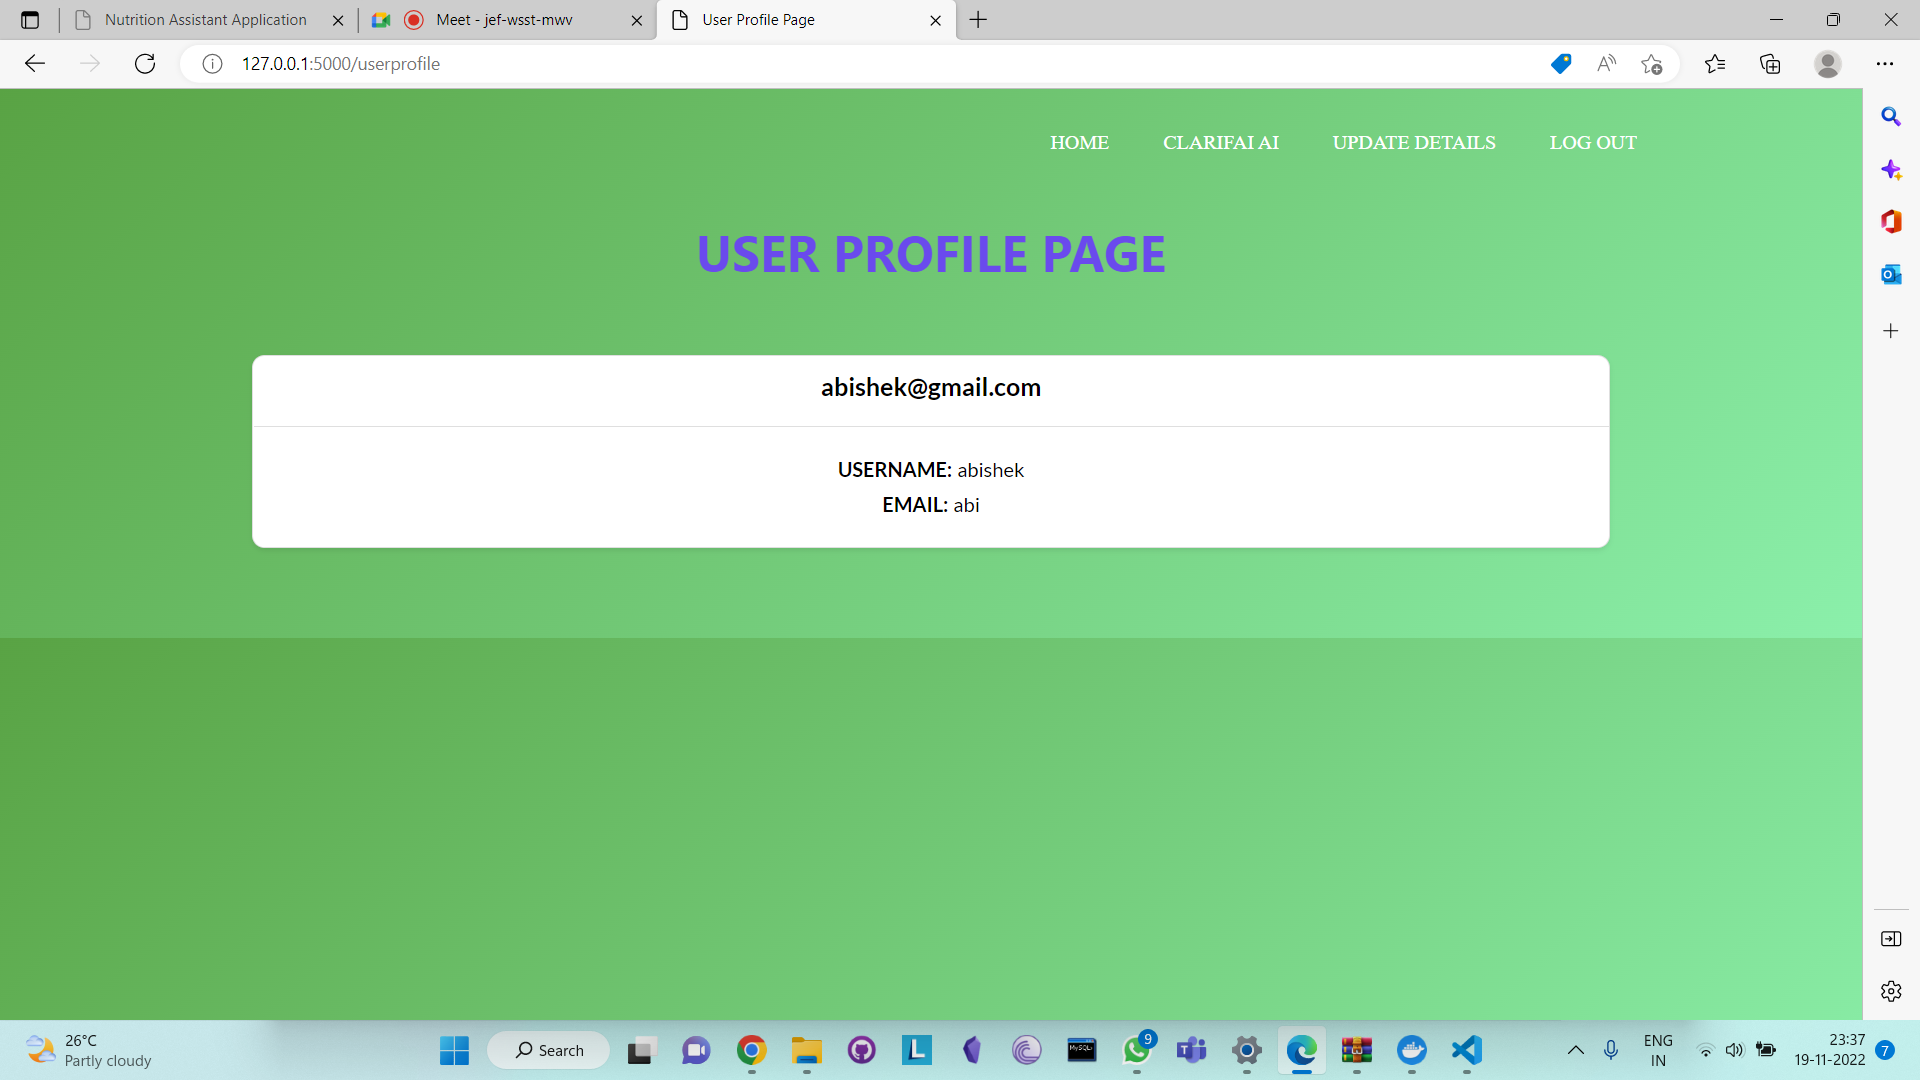 Nutrition Assistant Application
Meet - jef-wsst-mwv
User Profile Page
127.0.0.1:5000/userprofile
HOME CLARIFAI AI UPDATE DETAILS LOG OUT
USER PROFILE PAGE
abishek@gmail.com
USERNAME: abishek
EMAIL: abi
26°C
Partly cloudy
Search
L
MySQL
9
ENG
IN
23:37
19-11-2022
7